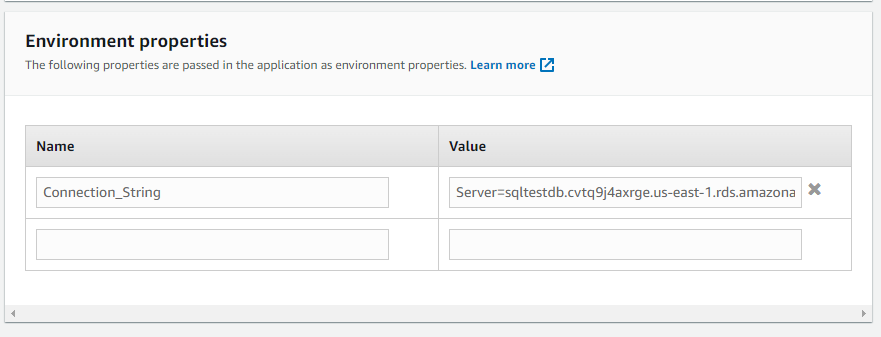 Environment properties
The following properties are passed in the application as environment properties. Learn more
Name Value
Connection_String Server=sqltestdb.cvtq9j4axrge.us-east-1.rds.amazona